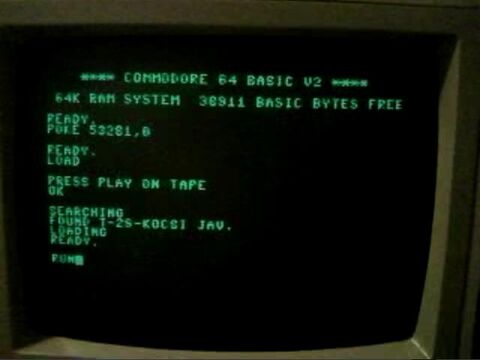 **** COMMODORE 64 BASIC V2 ****
64K RAM SYSTEM 38911 BASIC BYTES FREE
READY.
POKE 53281,0
READY.
LOAD
PRESS PLAY ON TAPE
OK
SEARCHING
FOUND T-2S-KOCSI JAV.
LOADING
READY.
RUN